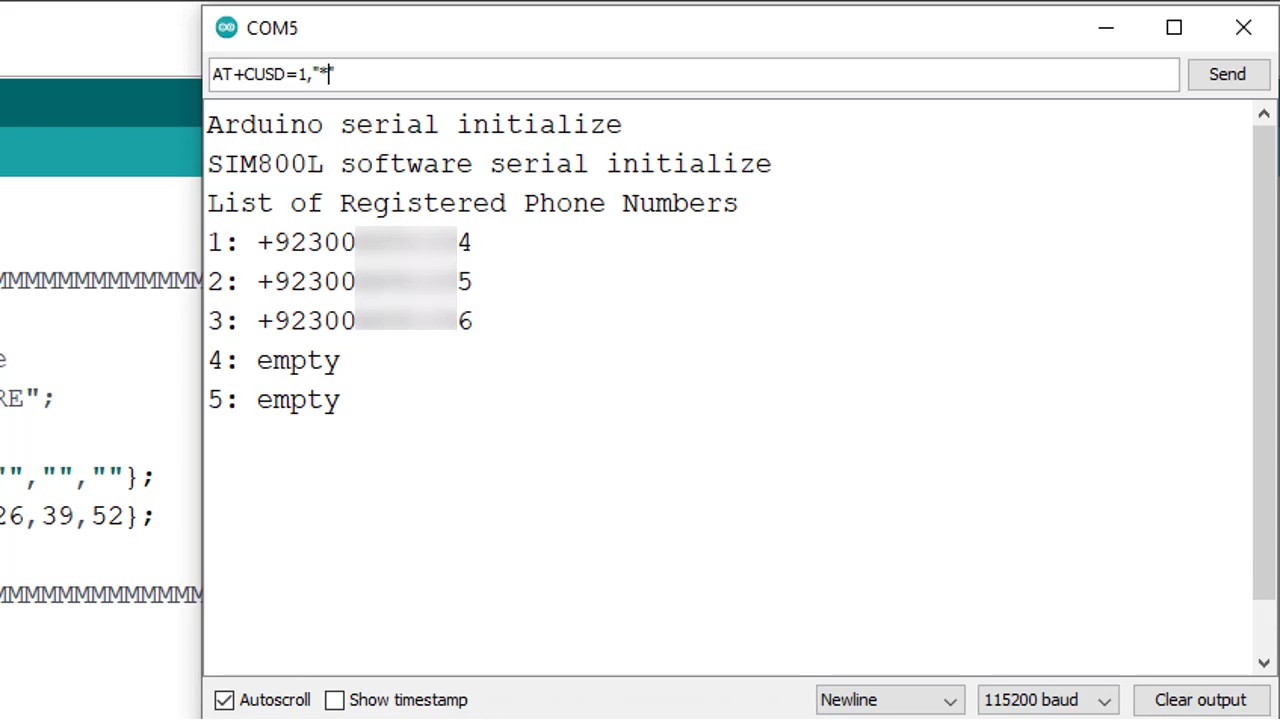 COM5
AT+CUSD=1,"*"
Send
Arduino serial initialize
SIM800L software serial initialize
List of Registered Phone Numbers
1: +92300 4
2: +92300 5
3: +92300 6
4: empty
5: empty
MMMMMMMMMMMM
e
RE";
"","",""};
26,39,52};
MMMMMMMMMMMM
Autoscroll
Show timestamp
Newline
115200 baud
Clear output